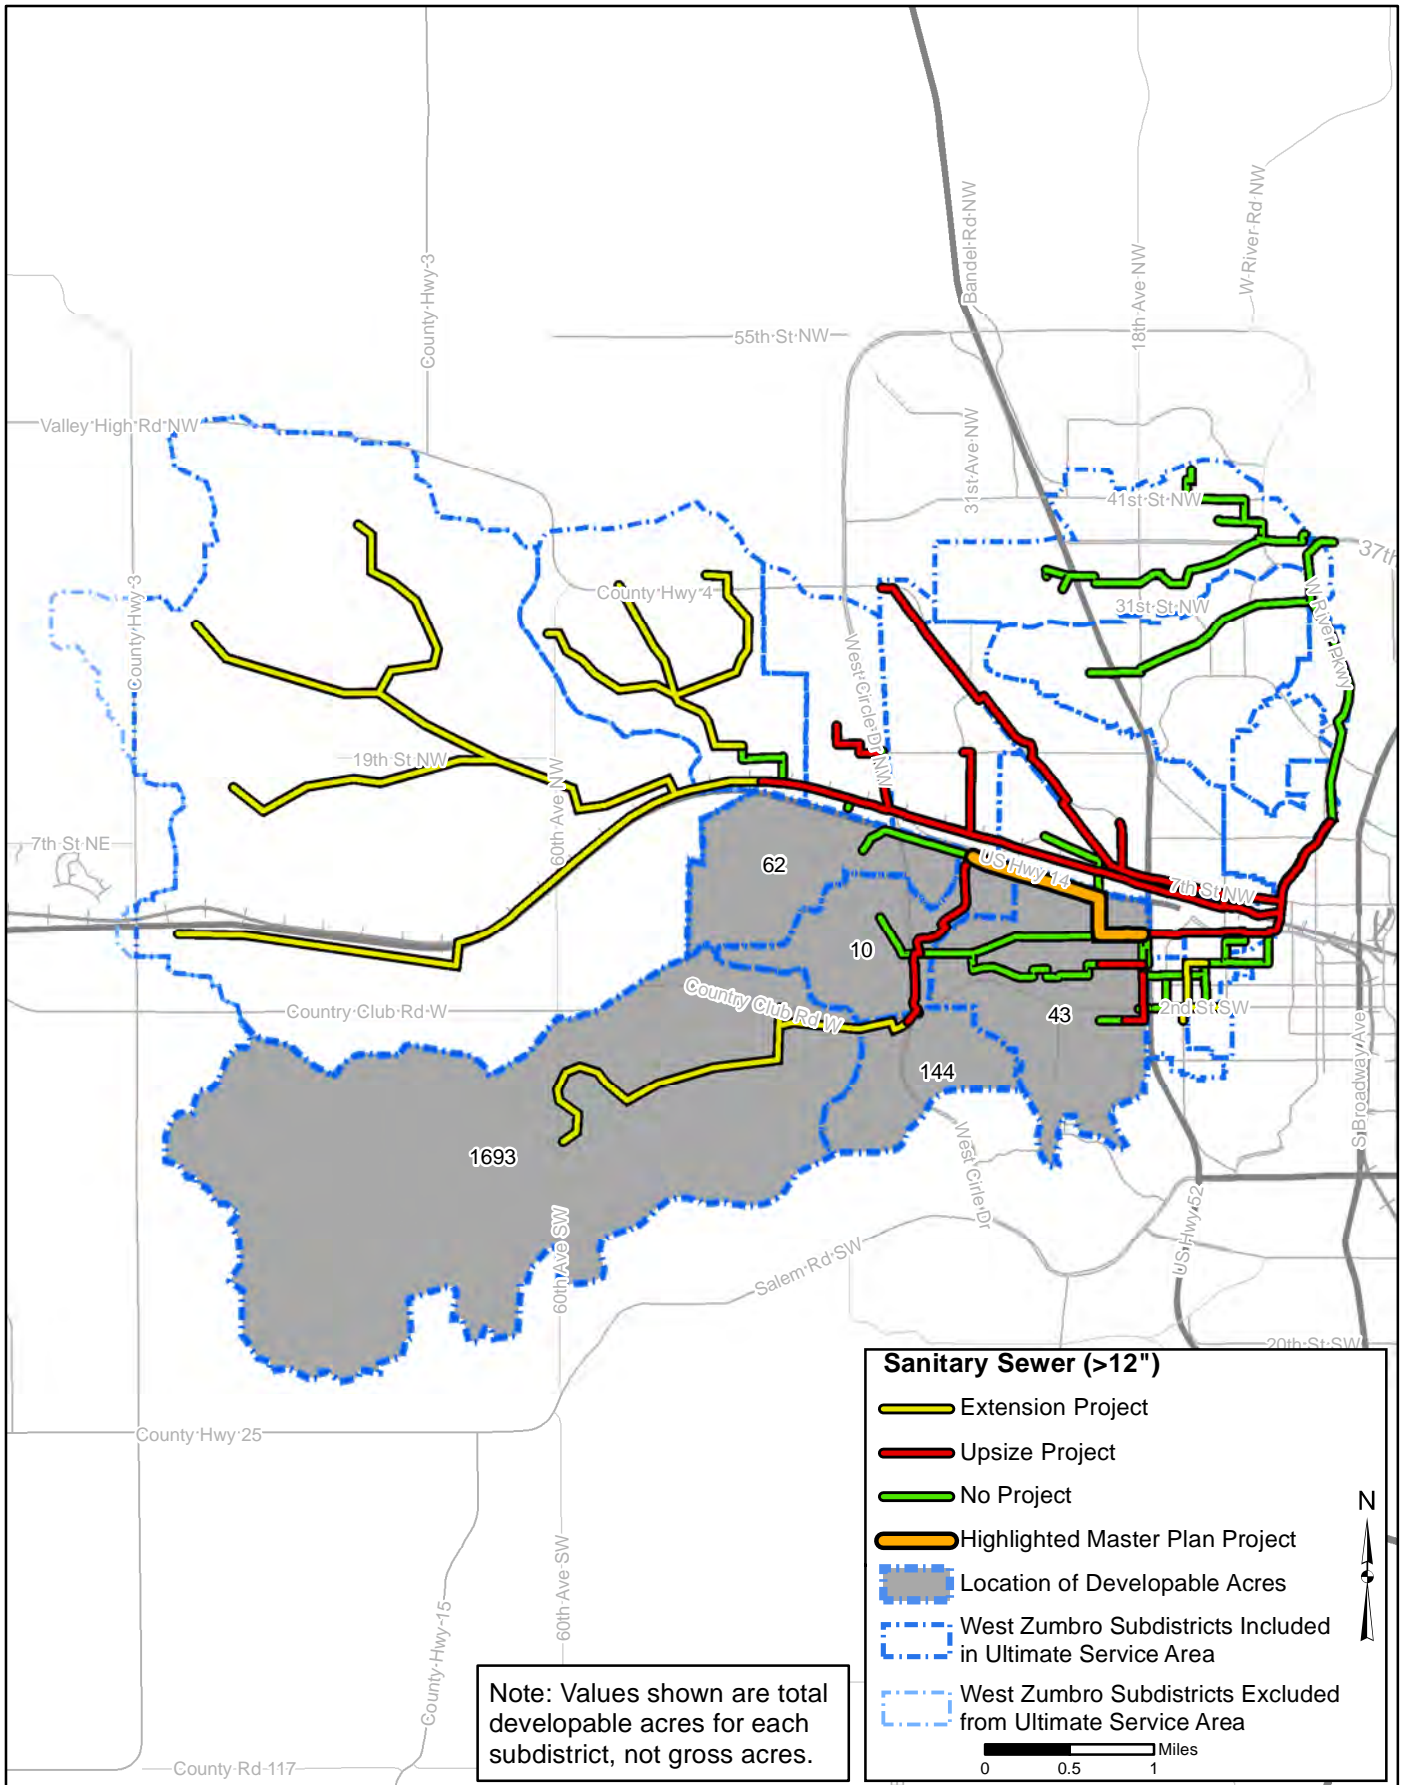 Bandel Rd NW
W River Rd NW
County Hwy 3
18th Ave NW
55th St NW
Valley High Rd NW
31st Ave NW
41st St NW
37th
County Hwy 3
County Hwy 4
31st St NW
W River Pkwy
West Circle Dr NW
19th St NW
60th Ave NW
7th St NE
62
US Hwy 14
7th St NW
10
Country Club Rd W
Country Club Rd W
43
2nd St SW
144
S Broadway Ave
1693
West Cirle Dr
60th Ave SW
US Hwy 52
Salem Rd SW
20th St SW
County Hwy 25
60th Ave SW
County Hwy 15
County Rd 117
Sanitary Sewer (>12")
Extension Project
Upsize Project
No Project
Highlighted Master Plan Project
Location of Developable Acres
West Zumbro Subdistricts Included
in Ultimate Service Area
West Zumbro Subdistricts Excluded
from Ultimate Service Area
N
Miles
0 0.5 1
Note: Values shown are total
developable acres for each
subdistrict, not gross acres.